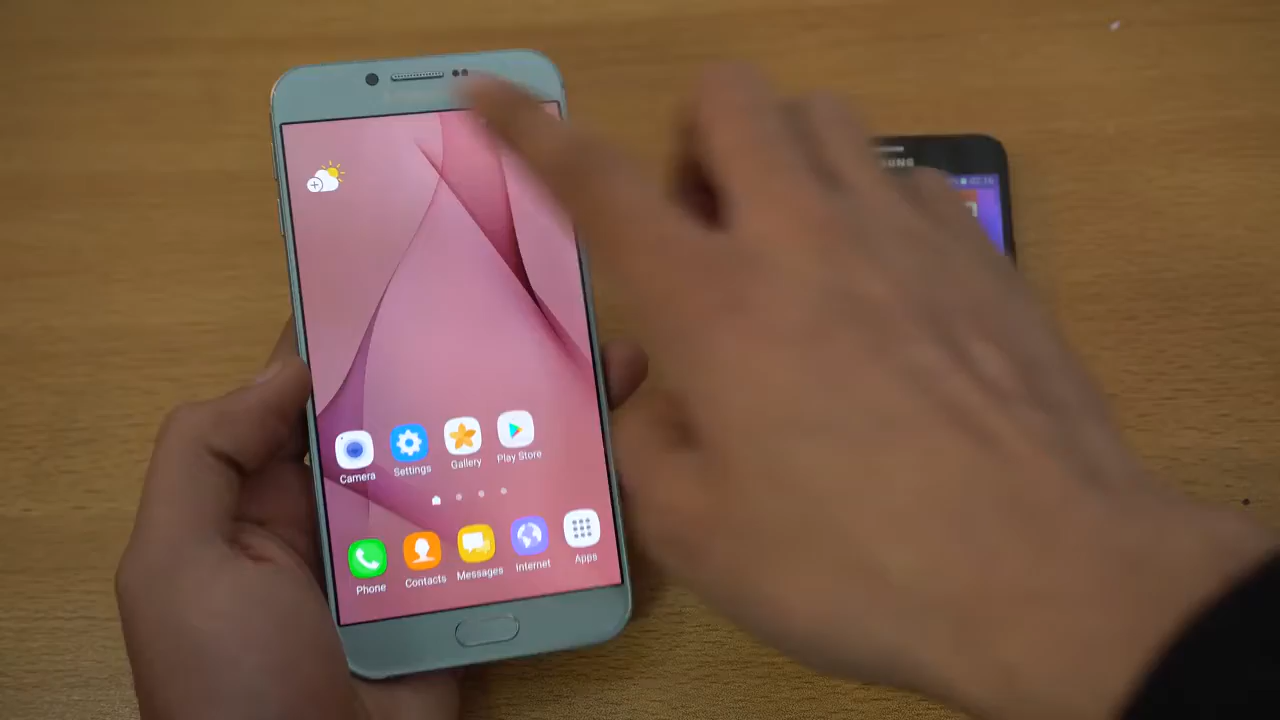 Camera
Settings
Gallery
Play Store
Phone
Contacts
Messages
Internet
Apps